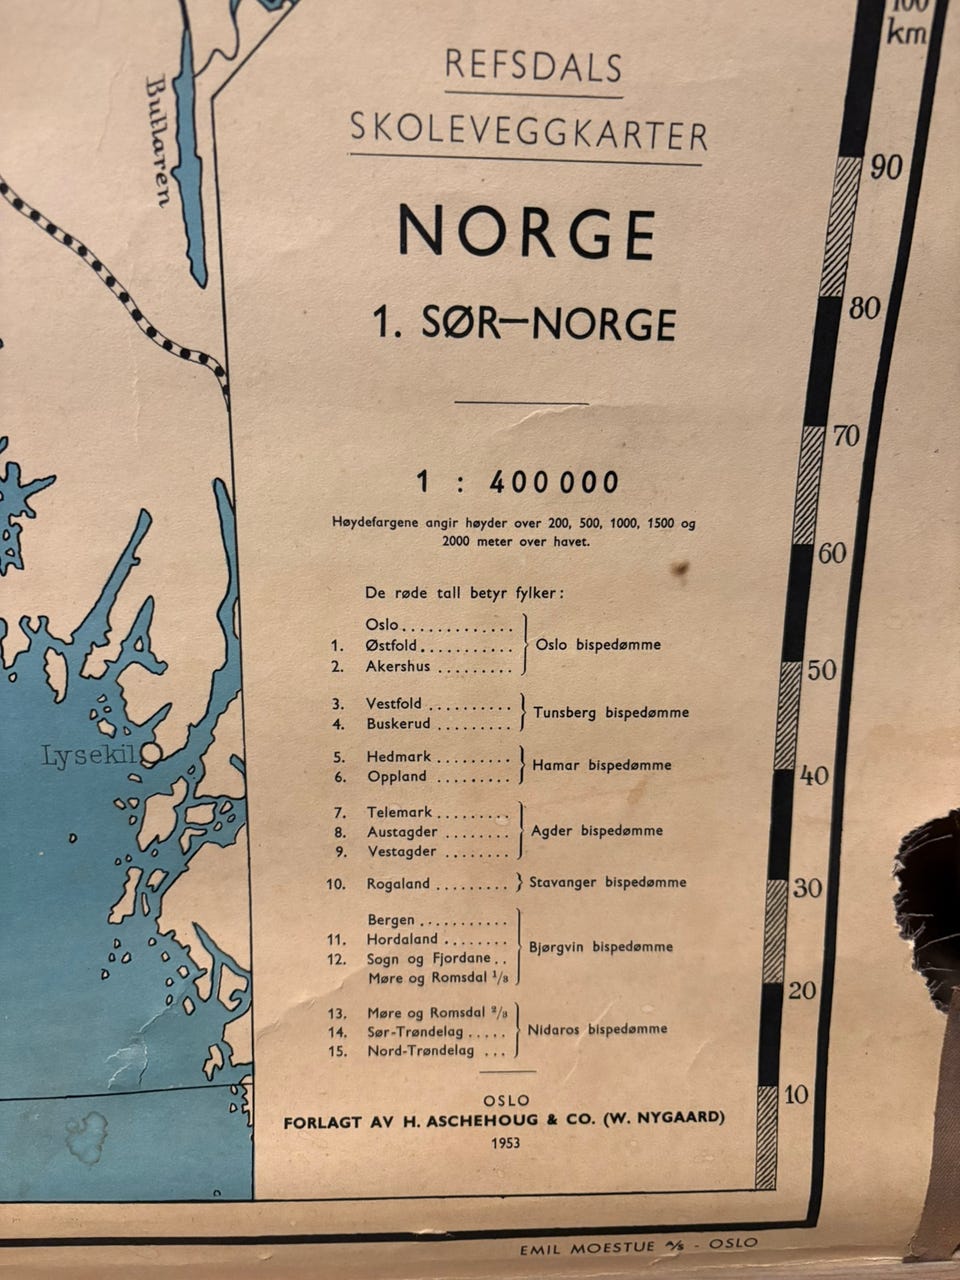 100
km
REFSDALS
SKOLEVEGGKARTER
NORGE
1. SØR—NORGE
1 : 400 000
Høydefargene angir høyder over 200, 500, 1000, 1500 og
2000 meter over havet.
De røde tall betyr fylker:
Oslo .............
1. Østfold ........... Oslo bispedømme
2. Akershus .........
3. Vestfold ..........
Tunsberg bispedømme
4. Buskerud .........
5. Hedmark .........
Hamar bispedømme
6. Oppland .........
7. Telemark .........
8. Austagder ........ Agder bispedømme
9. Vestagder ........
10. Rogaland ......... } Stavanger bispedømme
Bergen ...........
11. Hordaland ........
Bjørgvin bispedømme
12. Sogn og Fjordane ..
Møre og Romsdal 1/3
13. Møre og Romsdal 2/3
14. Sør-Trøndelag ..... Nidaros bispedømme
15. Nord-Trøndelag ...
OSLO
FORLAGT AV H. ASCHEHOUG & CO. (W. NYGAARD)
1953
90
80
70
60
50
40
30
20
10
Bullaren
Lysekil
EMIL MOESTUE A/S - OSLO